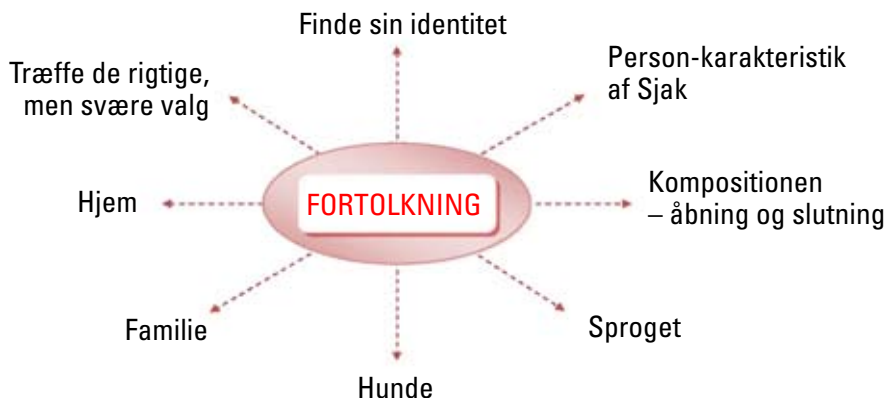 Finde sin identitet
Person-karakteristik
af Sjak
Træffe de rigtige,
men svære valg
FORTOLKNING
Hjem
Kompositionen
– åbning og slutning
Familie
Sproget
Hunde